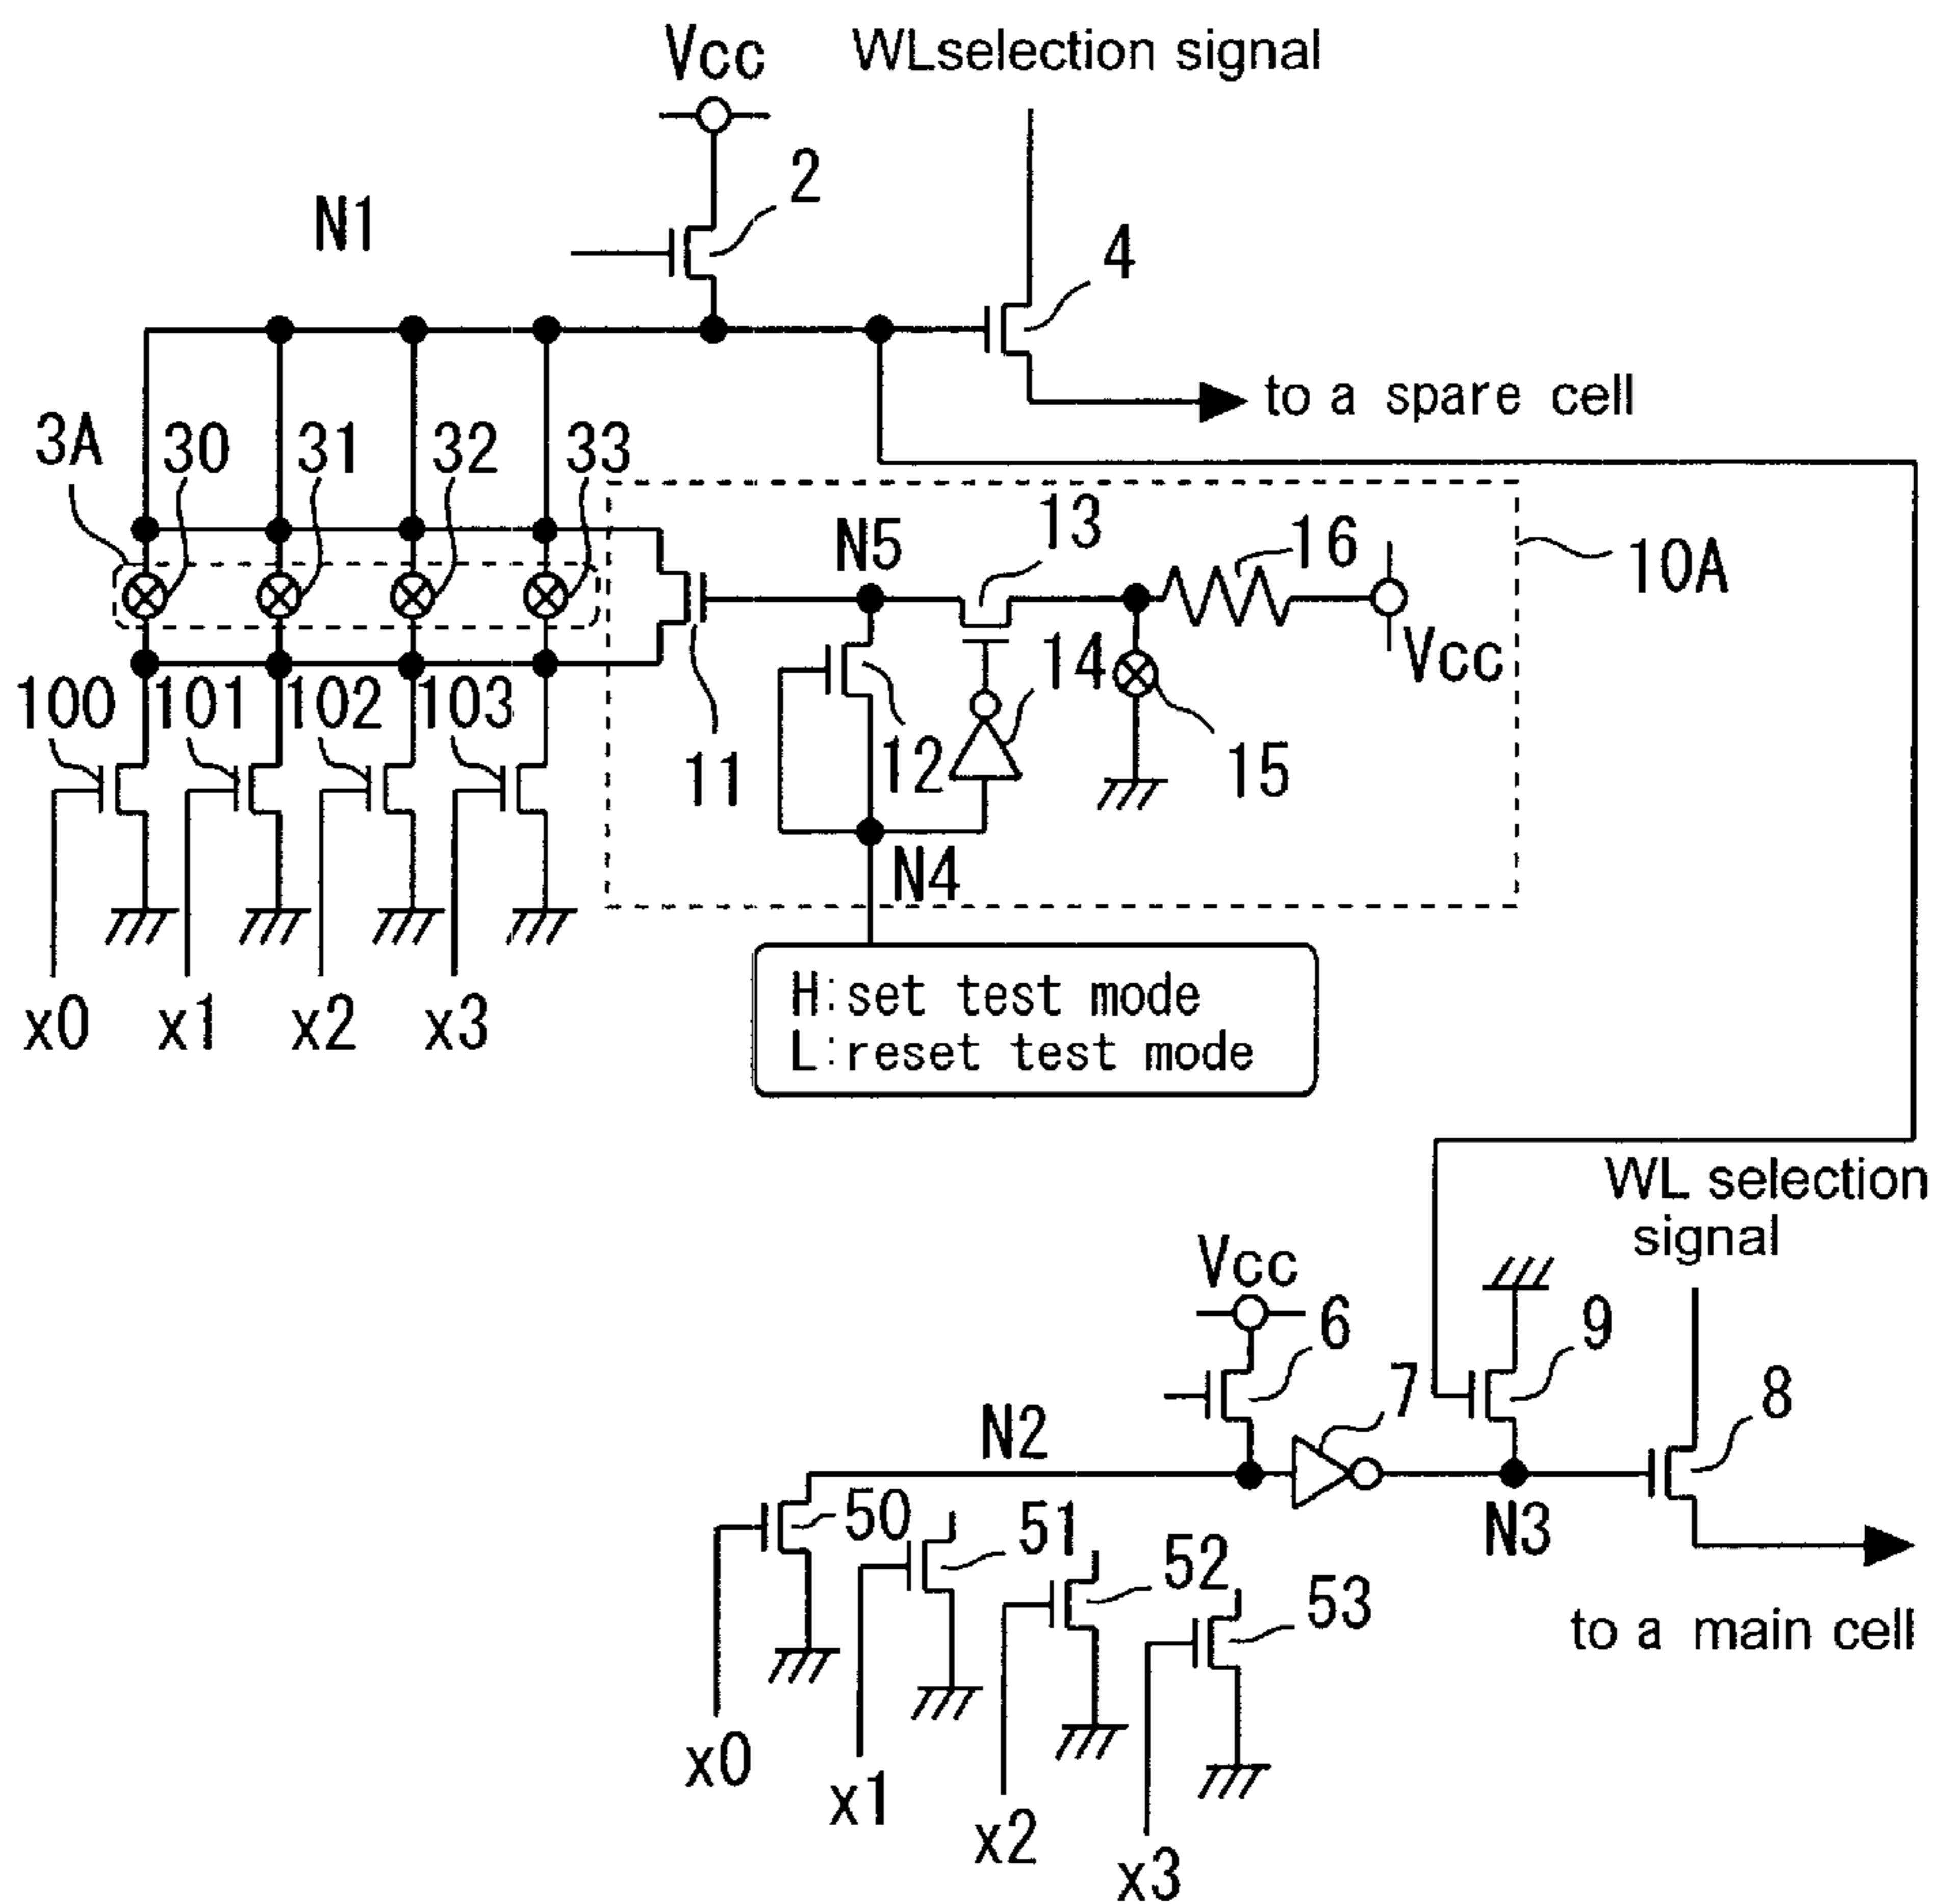 Vcc
WLselection signal
2
N1
4
to a spare cell
3A
30
31
32
33
N5
13
16
10A
Vcc
14
100
101
102
103
12
15
11
N4
H:set test mode
L:reset test mode
x0
x1
x2
x3
WL selection
signal
Vcc
6
9
7
8
N2
50
51
N3
52
53
to a main cell
x0
x1
x2
x3